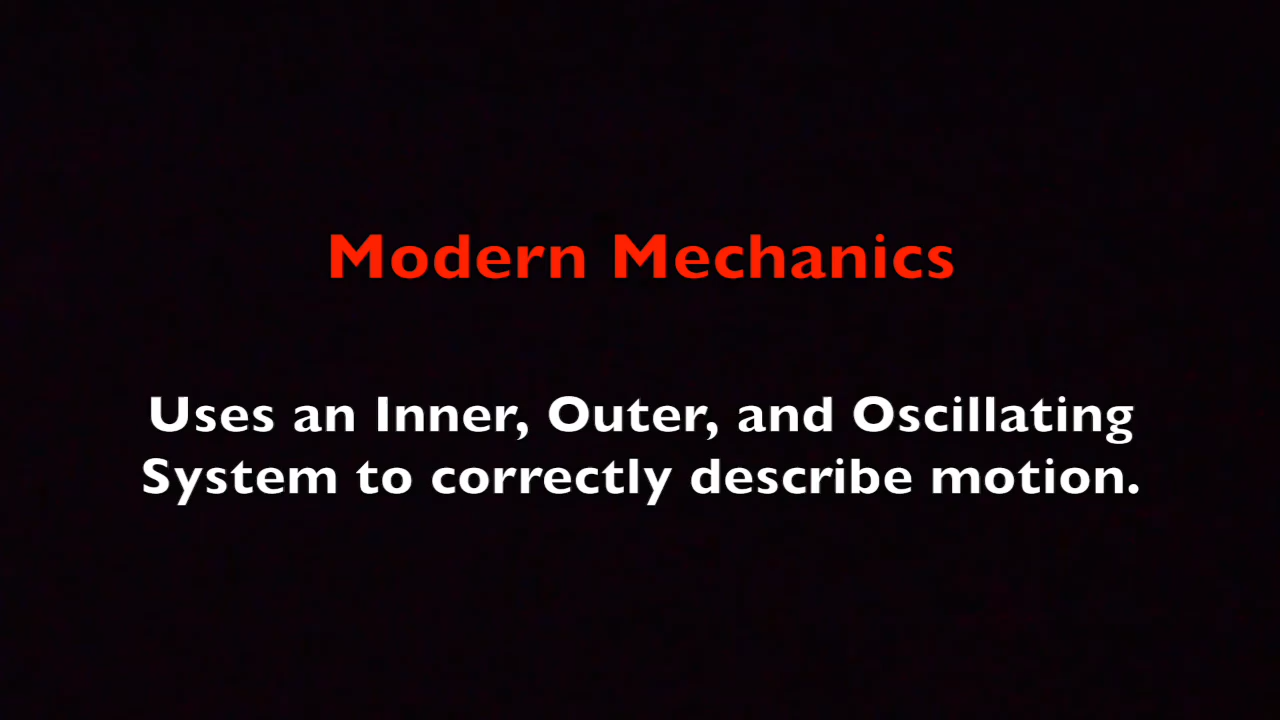 Modern Mechanics
Uses an Inner, Outer, and Oscillating
System to correctly describe motion.